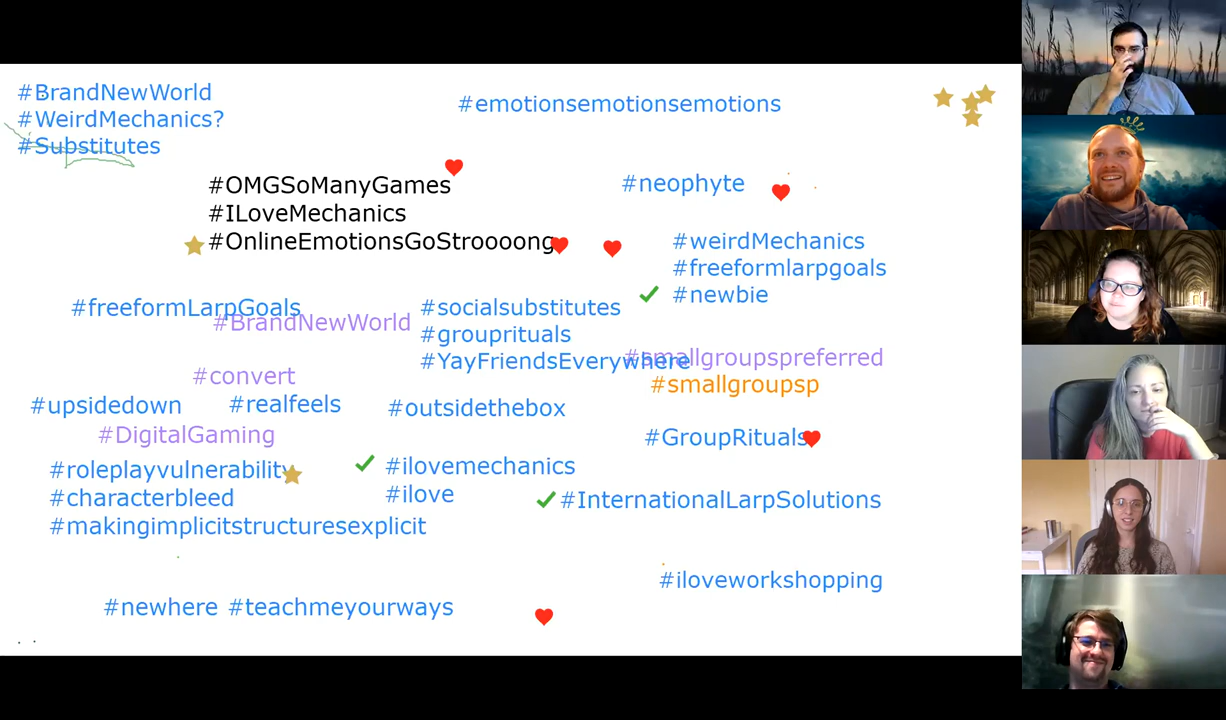 #BrandNewWorld
#WeirdMechanics?
#Substitutes
#emotionsemotionsemotions
#OMGSoManyGames
#ILoveMechanics
#OnlineEmotionsGoStroooong
#neophyte
#weirdMechanics
#freeformlarpgoals
#newbie
#freeformLarpGoals
#BrandNewWorld
#socialsubstitutes
#grouprituals
#YayFriendsEverywhere
#smallgroupspreferred
#smallgroupsp
#convert
#upsidedown
#realfeels
#outsidethebox
#DigitalGaming
#GroupRituals
#roleplayvulnerability
#characterbleed
#makingimplicitstructuresexplicit
#ilovemechanics
#ilove
#InternationalLarpSolutions
#iloveworkshopping
#newhere #teachmeyourways